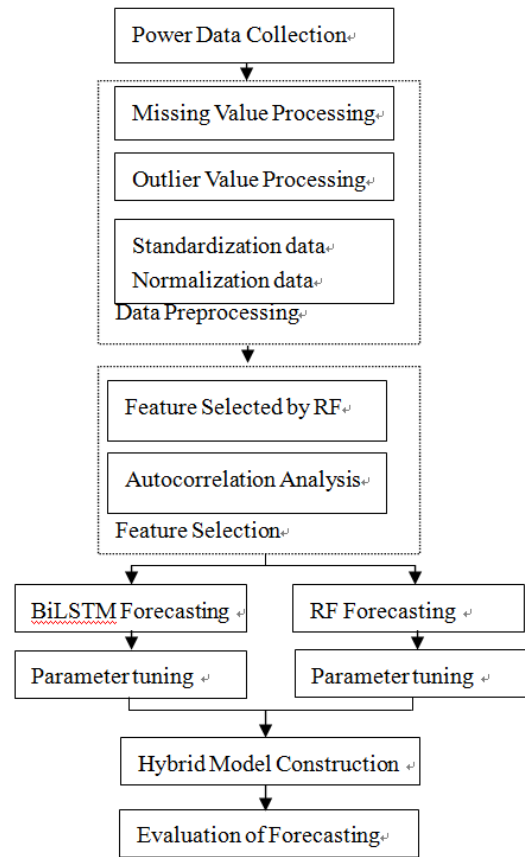 Power Data Collection
Missing Value Processing
Outlier Value Processing
Standardization data
Normalization data
Data Preprocessing
Feature Selected by RF
Autocorrelation Analysis
Feature Selection
BiLSTM Forecasting
RF Forecasting
Parameter tuning
Parameter tuning
Hybrid Model Construction
Evaluation of Forecasting